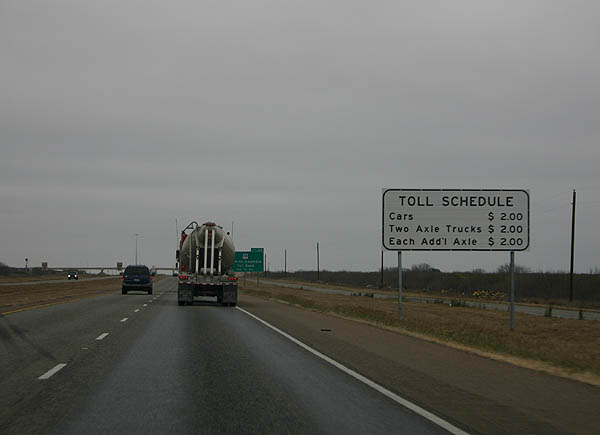 TOLL SCHEDULE
Cars $ 2.00
Two Axle Trucks $ 2.00
Each Add'l Axle $ 2.00